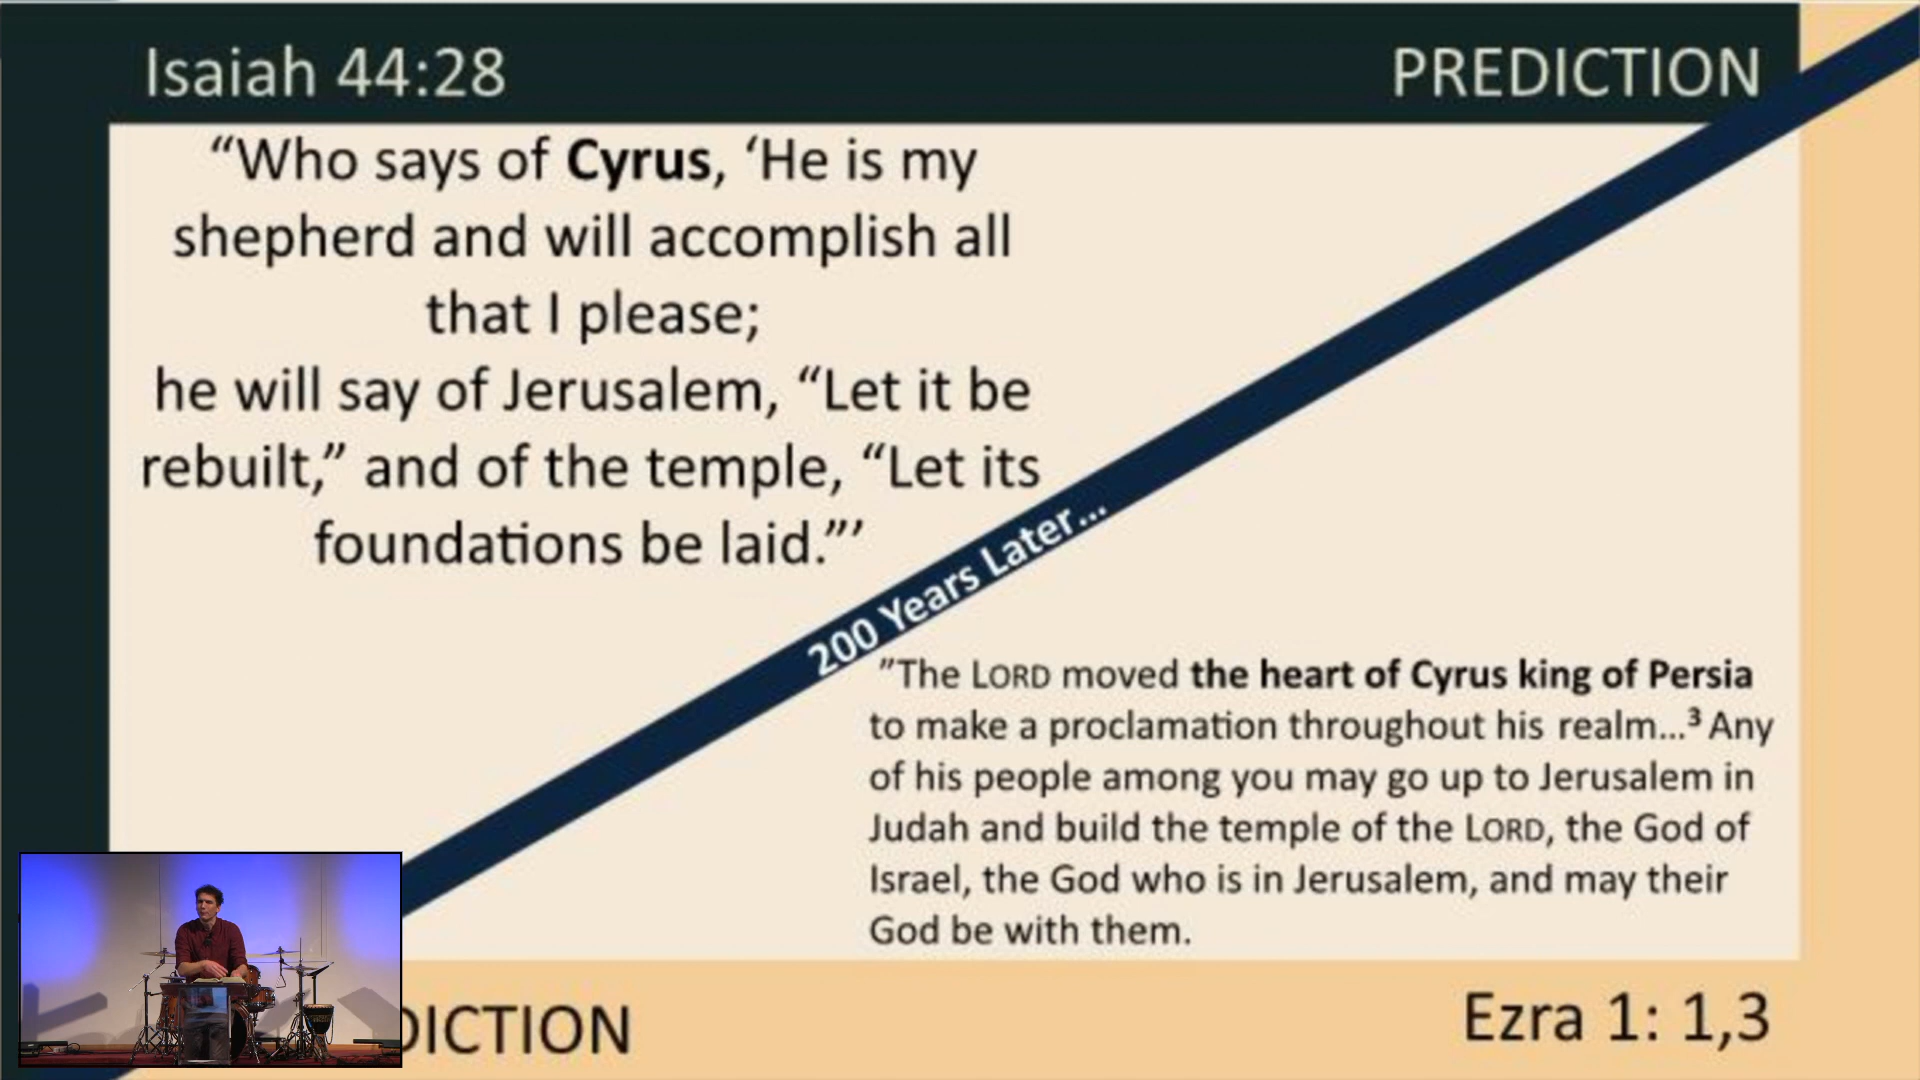 Isaiah 44:28
PREDICTION
“Who says of Cyrus, ‘He is my
shepherd and will accomplish all
that I please;
he will say of Jerusalem, “Let it be
rebuilt,” and of the temple, “Let its
foundations be laid.”’
200 Years Later...
”The LORD moved the heart of Cyrus king of Persia
to make a proclamation throughout his realm...³ Any
of his people among you may go up to Jerusalem in
Judah and build the temple of the LORD, the God of
Israel, the God who is in Jerusalem, and may their
God be with them.
DICTION
Ezra 1: 1,3